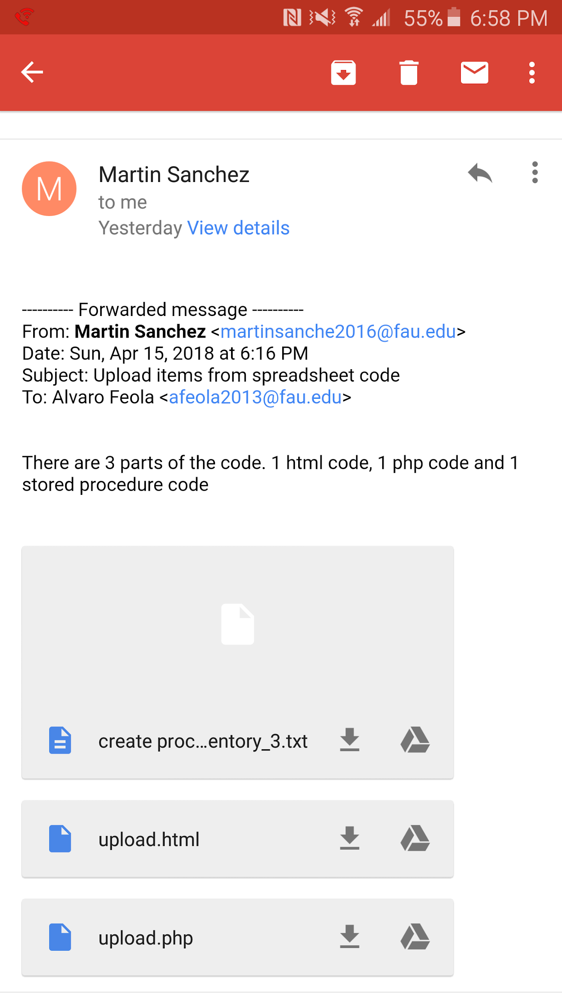 55% 6:58 PM
M
Martin Sanchez
to me
Yesterday View details
---------- Forwarded message ----------
From: Martin Sanchez <martinsanche2016@fau.edu>
Date: Sun, Apr 15, 2018 at 6:16 PM
Subject: Upload items from spreadsheet code
To: Alvaro Feola <afeola2013@fau.edu>
There are 3 parts of the code. 1 html code, 1 php code and 1
stored procedure code
create proc...entory_3.txt
upload.html
upload.php